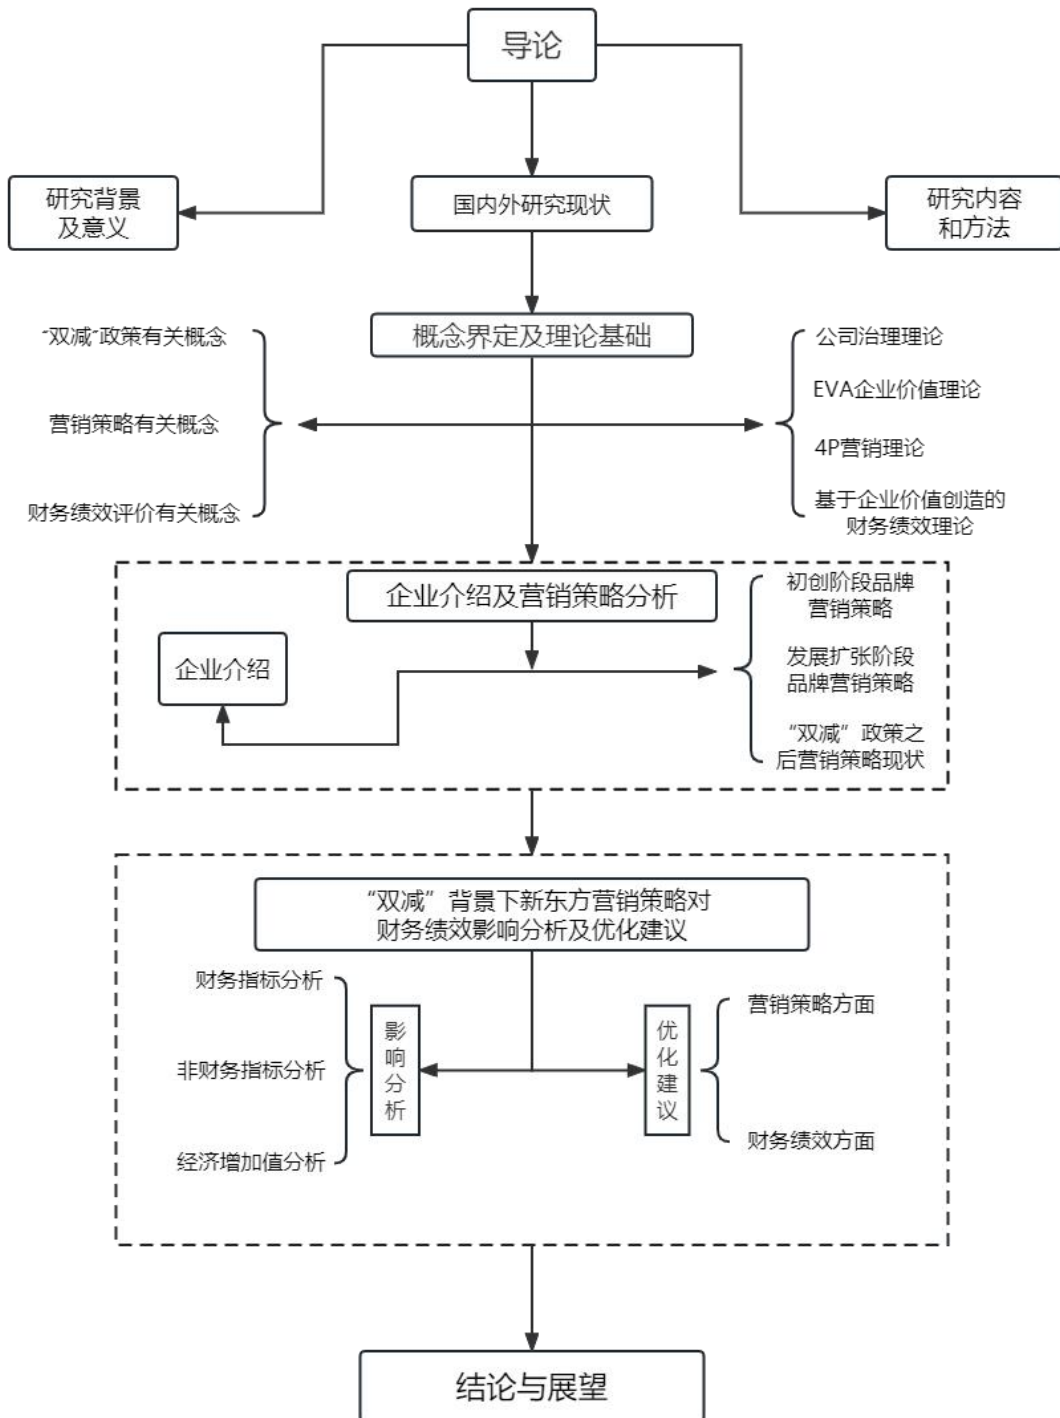 导论
研究背景
及意义
国内外研究现状
研究内容
和方法
概念界定及理论基础
“双减”政策有关概念
营销策略有关概念
财务绩效评价有关概念
公司治理理论
EVA企业价值理论
4P营销理论
基于企业价值创造的
财务绩效理论
企业介绍及营销策略分析
企业介绍
初创阶段品牌
营销策略
发展扩张阶段
品牌营销策略
“双减”政策之
后营销策略现状
“双减”背景下新东方营销策略对
财务绩效影响分析及优化建议
财务指标分析
非财务指标分析
经济增加值分析
影
响
分
析
优
化
建
议
营销策略方面
财务绩效方面
结论与展望